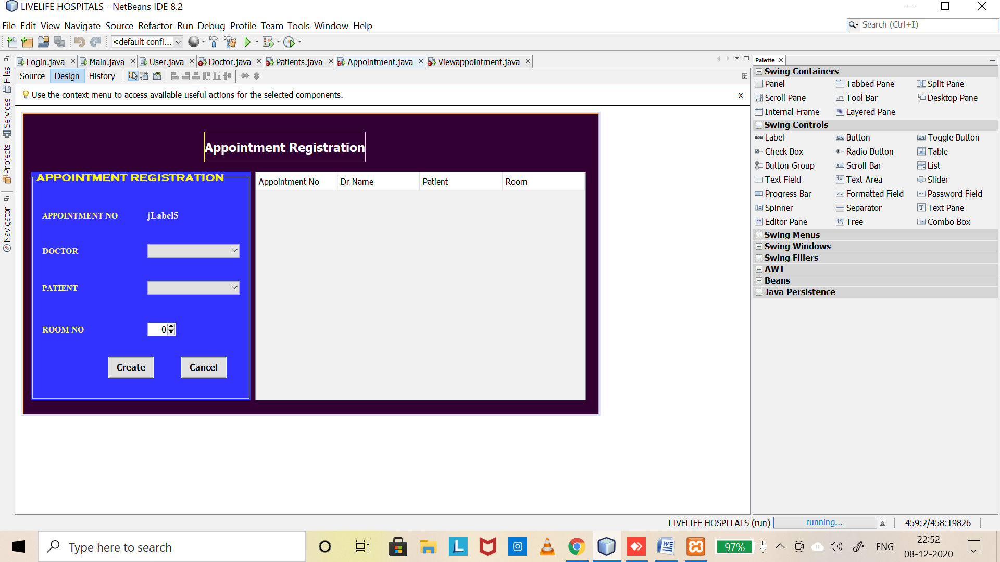 LIVELIFE HOSPITALS - NetBeans IDE 8.2
File Edit View Navigate Source Refactor Run Debug Profile Team Tools Window Help
Search (Ctrl+I)
<default confi...
Login.java Main.java User.java Doctor.java Patients.java Appointment.java Viewappointment.java
Source Design History
Use the context menu to access available useful actions for the selected components.
x
Files
Services
Projects
Navigator
Appointment Registration
APPOINTMENT REGISTRATION
APPOINTMENT NO jLabel5
DOCTOR
PATIENT
ROOM NO 0
Create Cancel
Appointment No Dr Name Patient Room
Palette
Swing Containers
Panel Tabbed Pane Split Pane
Scroll Pane Tool Bar Desktop Pane
Internal Frame Layered Pane
Swing Controls
label Label OK Button ON Toggle Button
Check Box Radio Button Table
Button Group Scroll Bar List
Text Field Text Area Slider
Progress Bar Formatted Field Password Field
Spinner Separator Text Pane
Editor Pane Tree Combo Box
Swing Menus
Swing Windows
Swing Fillers
AWT
Beans
Java Persistence
LIVELIFE HOSPITALS (run) running... 459:2/458:19826
Type here to search
L
97%
ENG
22:52
08-12-2020